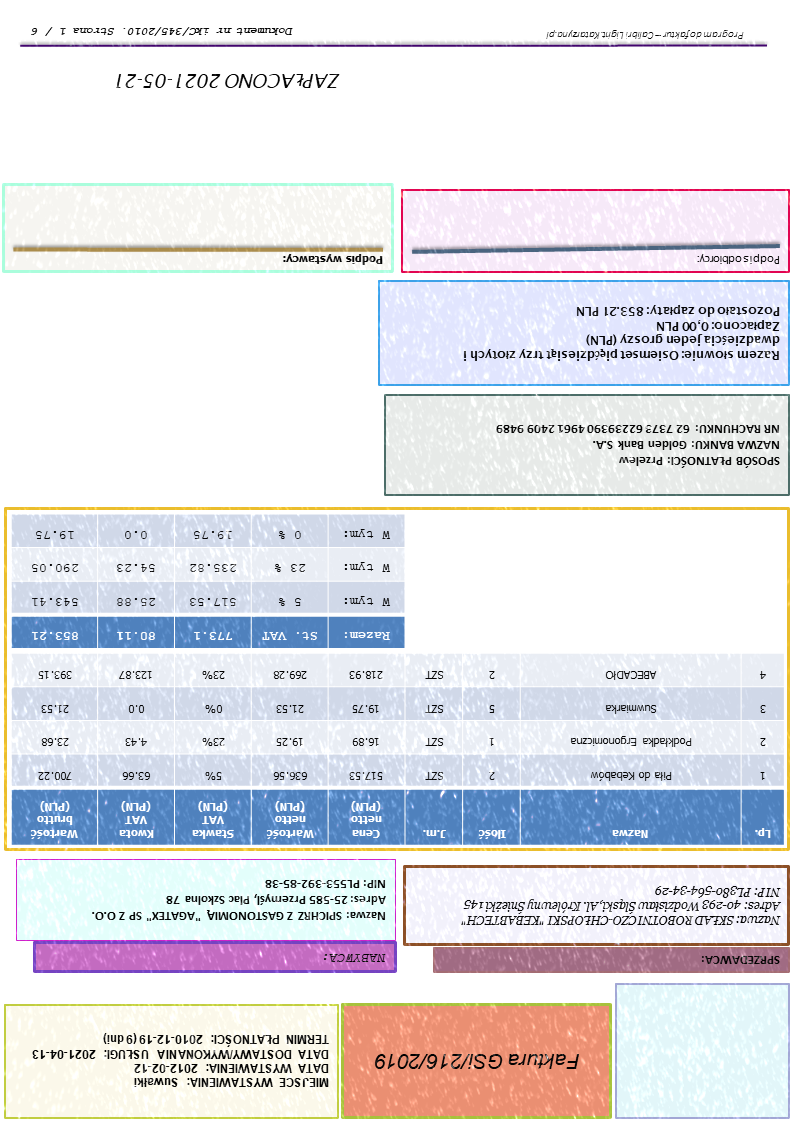 Faktura GSi/21/6/2019
MIEJSCE WYSTAWIENIA: Suwałki
DATA WYSTAWIENIA: 2012-02-12
DATA DOSTAWY/WYKONANIA USŁUGI: 2021-04-13
TERMIN PŁATNOŚCI: 2010-12-19 (9 dni)
SPRZEDAWCA:
Nazwa: SKŁAD ROBOTNICZO-CHŁOPSKI "KEBABTECH"
Adres: 40-293 Wodzisław Śląski, Al. Królewny Śnieżki 145
NIP: PL380-564-34-29
NABYWCA:
Nazwa: SPICHRZ Z GASTONOMIĄ "AGATEX" SP Z O.O.
Adres: 25-585 Przemyśl, Plac Szkolna 78
NIP: PL553-392-85-38
Lp. Nazwa Ilość J.m. Cena netto (PLN) Wartość netto (PLN) Stawka VAT (PLN) Kwota VAT (PLN) Wartość brutto (PLN)
1 Piła do Kebabów 2 SZT 517.53 636.56 5% 63.66 700.22
2 Podkładka Ergonomiczna 1 SZT 16.89 19.25 23% 4.43 23.68
3 Suwmiarka 5 SZT 19.75 21.53 0% 0.0 21.53
4 ABECADŁO 2 SZT 218.93 269.28 23% 123.87 393.15
Razem: St. VAT 773.1 80.11 853.21
W tym: 5 % 517.53 25.88 543.41
W tym: 23 % 235.82 54.23 290.05
W tym: 0 % 19.75 0.0 19.75
SPOSÓB PŁATNOŚCI: Przelew
NAZWA BANKU: Golden Bank S.A.
NR RACHUNKU: 62 7373 62239390 4961 2409 9489
Razem słownie: Osiemset pięćdziesiąt trzy złotych i
dwadzieścia jeden groszy (PLN)
Zapłacono: 0,00 PLN
Pozostało do zapłaty: 853.21 PLN
Podpis odbiorcy:
Podpis wystawcy:
ZAPŁACONO 2021-05-21
Program do faktur – Calibri Light Katarzyna.pl
Dokument nr ikC/345/2010. Strona 1 / 6